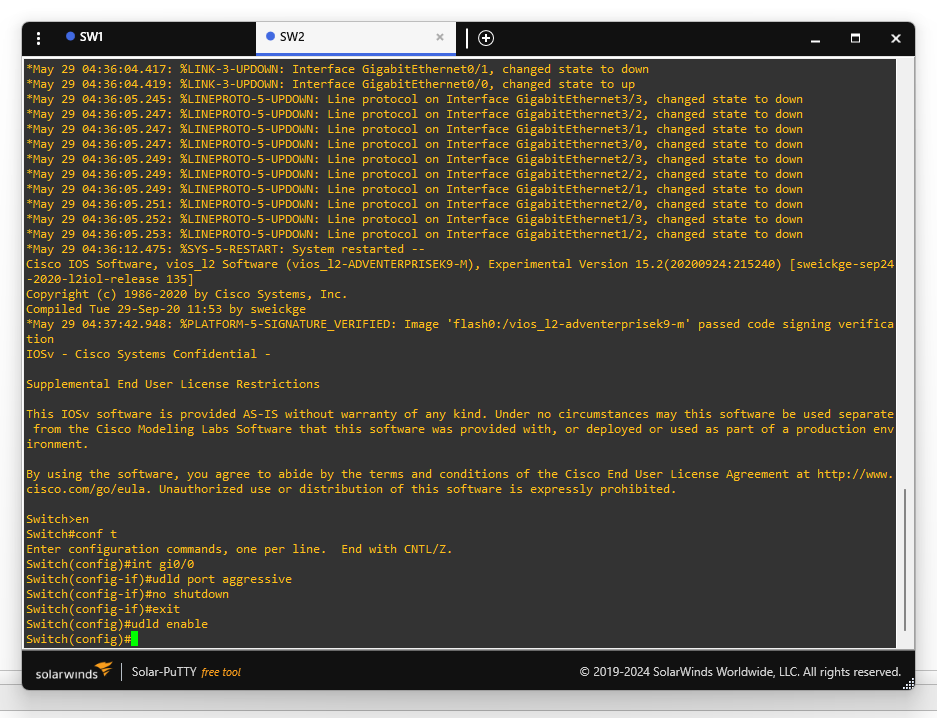 SW1
SW2
*May 29 04:36:04.417: %LINK-3-UPDOWN: Interface GigabitEthernet0/1, changed state to down
*May 29 04:36:04.419: %LINK-3-UPDOWN: Interface GigabitEthernet0/0, changed state to up
*May 29 04:36:05.245: %LINEPROTO-5-UPDOWN: Line protocol on Interface GigabitEthernet3/3, changed state to down
*May 29 04:36:05.247: %LINEPROTO-5-UPDOWN: Line protocol on Interface GigabitEthernet3/2, changed state to down
*May 29 04:36:05.247: %LINEPROTO-5-UPDOWN: Line protocol on Interface GigabitEthernet3/1, changed state to down
*May 29 04:36:05.247: %LINEPROTO-5-UPDOWN: Line protocol on Interface GigabitEthernet3/0, changed state to down
*May 29 04:36:05.249: %LINEPROTO-5-UPDOWN: Line protocol on Interface GigabitEthernet2/3, changed state to down
*May 29 04:36:05.249: %LINEPROTO-5-UPDOWN: Line protocol on Interface GigabitEthernet2/2, changed state to down
*May 29 04:36:05.249: %LINEPROTO-5-UPDOWN: Line protocol on Interface GigabitEthernet2/1, changed state to down
*May 29 04:36:05.251: %LINEPROTO-5-UPDOWN: Line protocol on Interface GigabitEthernet2/0, changed state to down
*May 29 04:36:05.252: %LINEPROTO-5-UPDOWN: Line protocol on Interface GigabitEthernet1/3, changed state to down
*May 29 04:36:05.253: %LINEPROTO-5-UPDOWN: Line protocol on Interface GigabitEthernet1/2, changed state to down
*May 29 04:36:12.475: %SYS-5-RESTART: System restarted --
Cisco IOS Software, vios_l2 Software (vios_l2-ADVENTERPRISEK9-M), Experimental Version 15.2(20200924:215240) [sweickge-sep24
-2020-l2iol-release 135]
Copyright (c) 1986-2020 by Cisco Systems, Inc.
Compiled Tue 29-Sep-20 11:53 by sweickge
*May 29 04:37:42.948: %PLATFORM-5-SIGNATURE_VERIFIED: Image 'flash0:/vios_l2-adventerprisek9-m' passed code signing verifica
tion
IOSv - Cisco Systems Confidential -
Supplemental End User License Restrictions
This IOSv software is provided AS-IS without warranty of any kind. Under no circumstances may this software be used separate
from the Cisco Modeling Labs Software that this software was provided with, or deployed or used as part of a production env
ironment.
By using the software, you agree to abide by the terms and conditions of the Cisco End User License Agreement at http://www.
cisco.com/go/eula. Unauthorized use or distribution of this software is expressly prohibited.
Switch>en
Switch#conf t
Enter configuration commands, one per line.  End with CNTL/Z.
Switch(config)#int gi0/0
Switch(config-if)#udld port aggressive
Switch(config-if)#no shutdown
Switch(config-if)#exit
Switch(config)#udld enable
Switch(config)#
solarwinds
Solar-PuTTY free tool
© 2019-2024 SolarWinds Worldwide, LLC. All rights reserved.